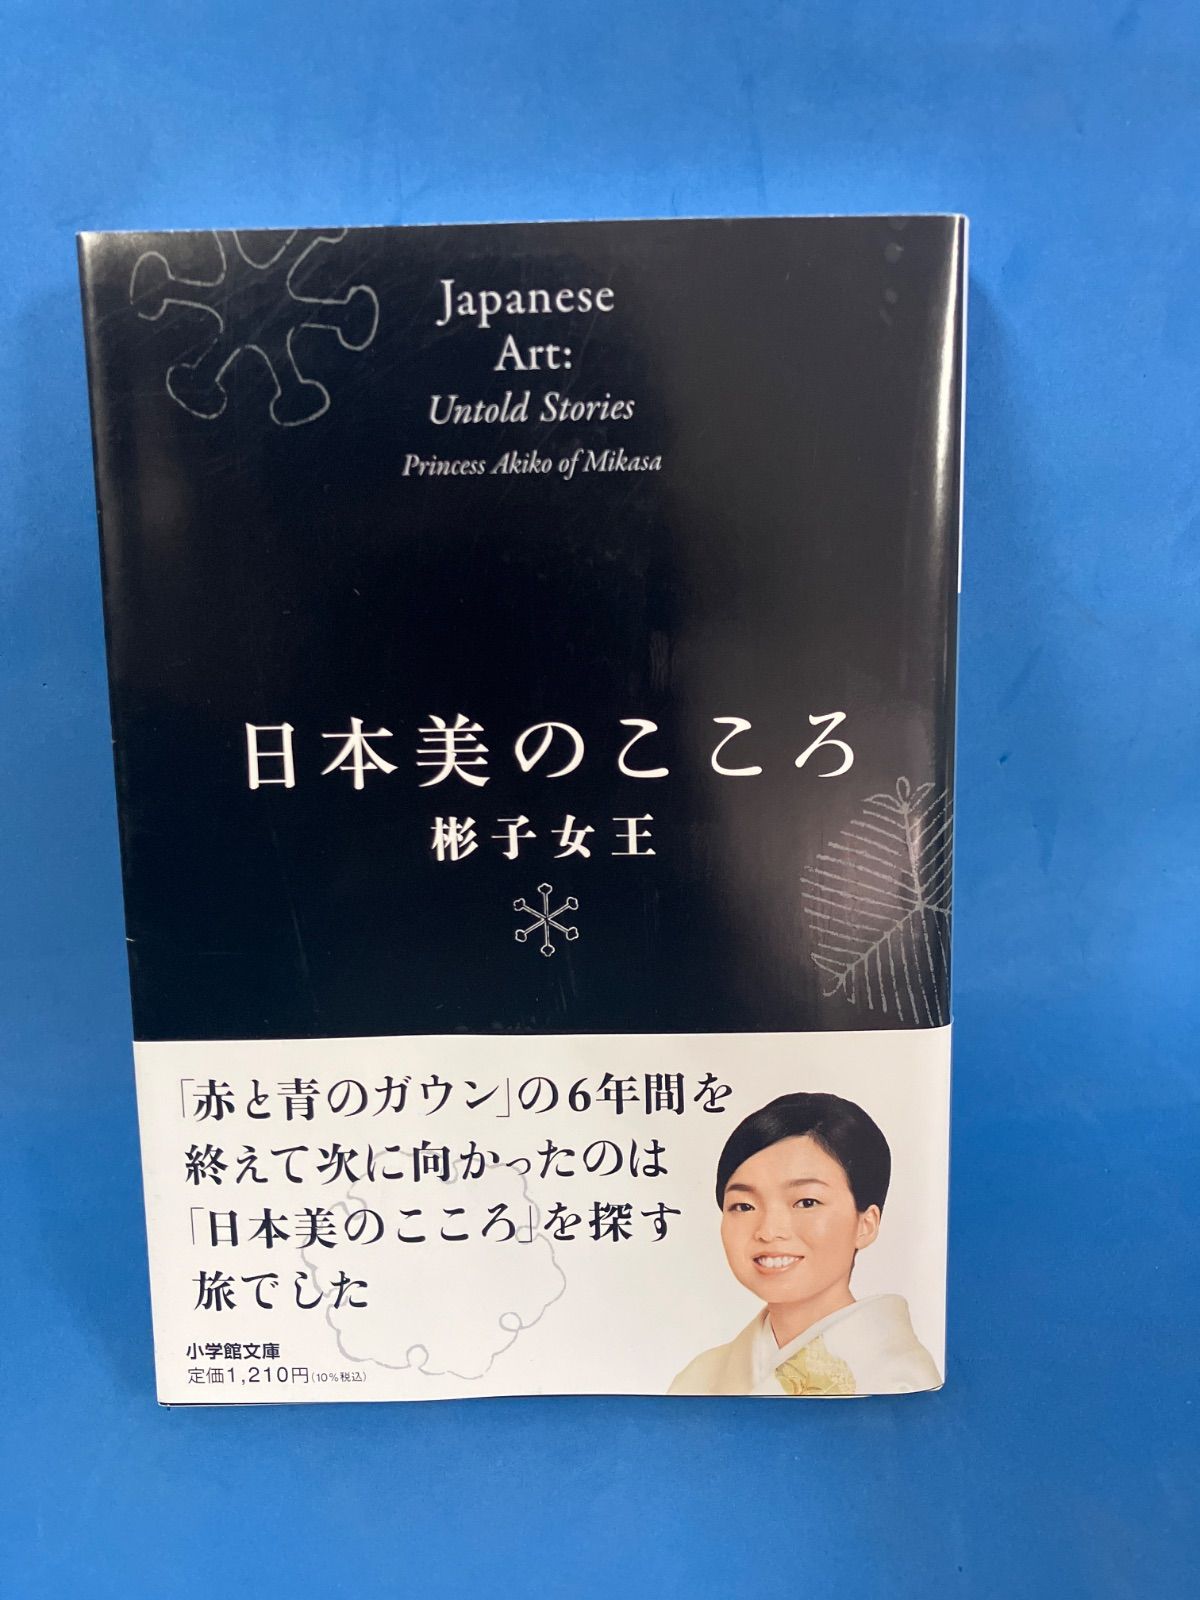 Japanese
Art:
Untold Stories
Princess Akiko of Mikasa
日本美のこころ
彬子女王
「赤と青のガウン」の6年間を
終えて次に向かったのは
「日本美のこころ」を探す
旅でした
小学館文庫
定価1,210円(10%税込)